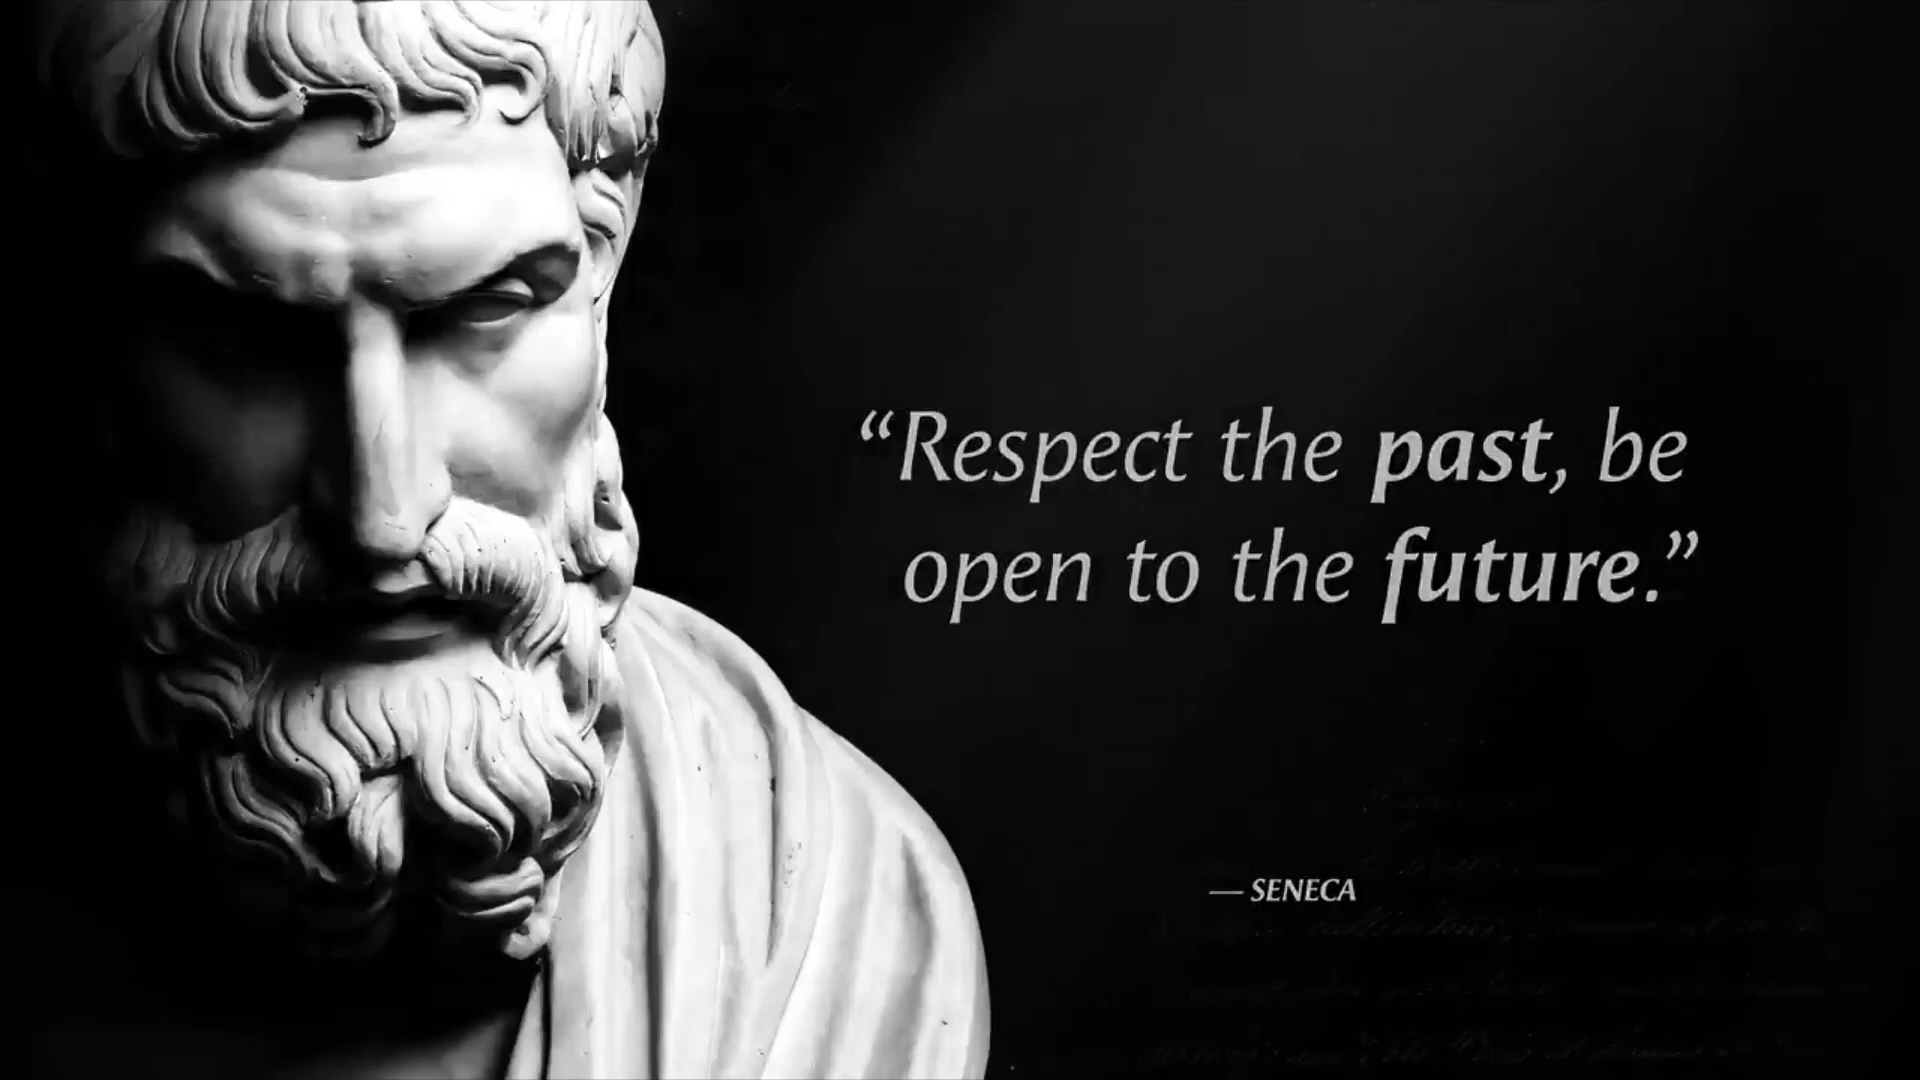 “Respect the past, be
open to the future.”
— SENECA